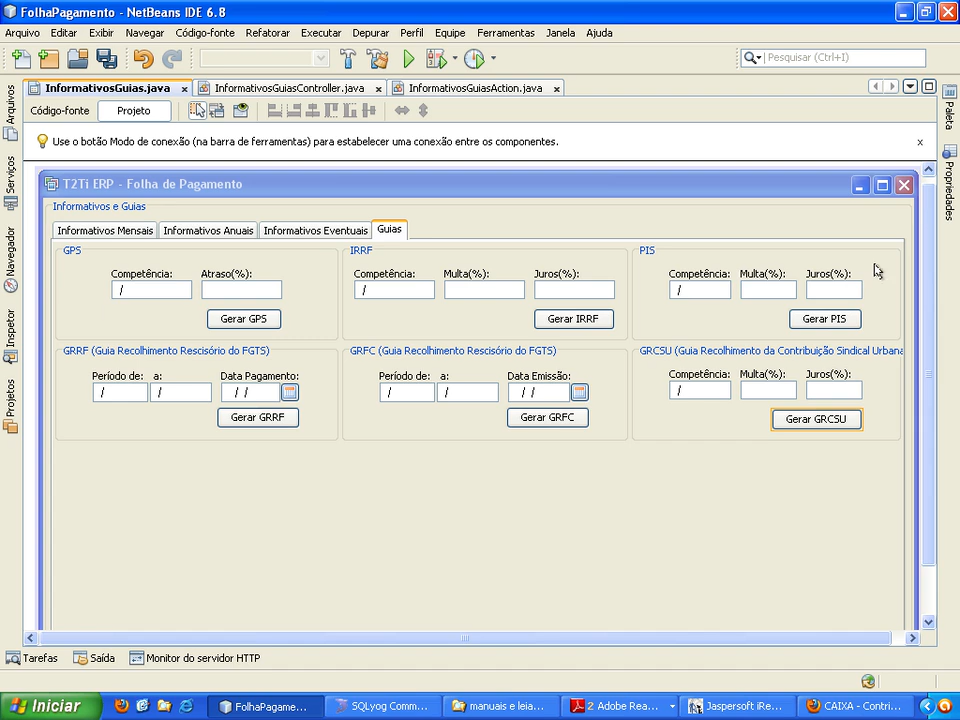 FolhaPagamento - NetBeans IDE 6.8
Arquivo Editar Exibir Navegar Código-fonte Refatorar Executar Depurar Perfil Equipe Ferramentas Janela Ajuda
Pesquisar (Ctrl+I)
InformativosGuias.java x InformativosGuiasController.java x InformativosGuiasAction.java x
Código-fonte Projeto
Use o botão Modo de conexão (na barra de ferramentas) para estabelecer uma conexão entre os componentes. x
Arquivos
Serviços
Navegador
Inspetor
Projetos
Paleta
Propriedades
T2Ti ERP - Folha de Pagamento
Informativos e Guias
Informativos Mensais Informativos Anuais Informativos Eventuais Guias
GPS IRRF PIS
Competência: Atraso(%): Competência: Multa(%): Juros(%): Competência: Multa(%): Juros(%):
/ / /
Gerar GPS Gerar IRRF Gerar PIS
GRRF (Guia Recolhimento Rescisório do FGTS) GRFC (Guia Recolhimento Rescisório do FGTS) GRCSU (Guia Recolhimento da Contribuição Sindical Urbana
Período de: a: Data Pagamento: Período de: a: Data Emissão: Competência: Multa(%): Juros(%):
/ / / / / / / / /
Gerar GRRF Gerar GRFC Gerar GRCSU
Tarefas Saída Monitor do servidor HTTP
Iniciar FolhaPagame... SQLyog Comm... manuais e leia... 2 Adobe Rea... Jaspersoft iRe... CAIXA - Contri...